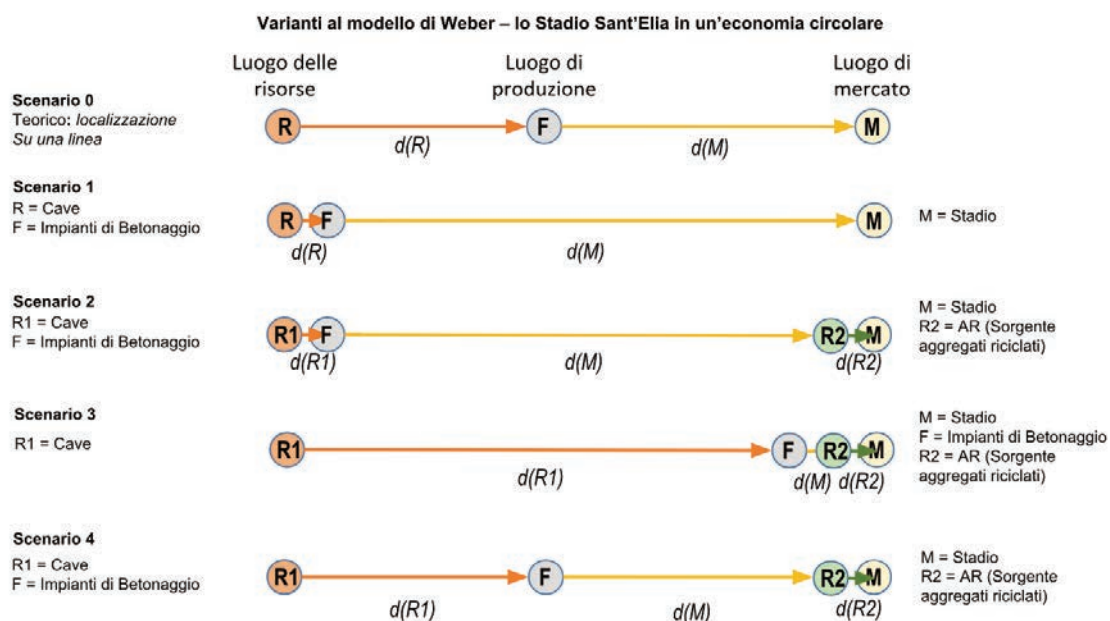 Varianti al modello di Weber – lo Stadio Sant'Elia in un'economia circolare
Luogo delle risorse
Luogo di produzione
Luogo di mercato
Scenario 0
Teorico: localizzazione
Su una linea
R
F
M
d(R)
d(M)
Scenario 1
R = Cave
F = Impianti di Betonaggio
R
F
M
d(R)
d(M)
M = Stadio
Scenario 2
R1 = Cave
F = Impianti di Betonaggio
R1
F
R2
M
d(R1)
d(M)
d(R2)
M = Stadio
R2 = AR (Sorgente
aggregati riciclati)
Scenario 3
R1 = Cave
R1
F
R2
M
d(R1)
d(M)
d(R2)
M = Stadio
F = Impianti di Betonaggio
R2 = AR (Sorgente
aggregati riciclati)
Scenario 4
R1 = Cave
F = Impianti di Betonaggio
R1
F
R2
M
d(R1)
d(M)
d(R2)
M = Stadio
R2 = AR (Sorgente
aggregati riciclati)